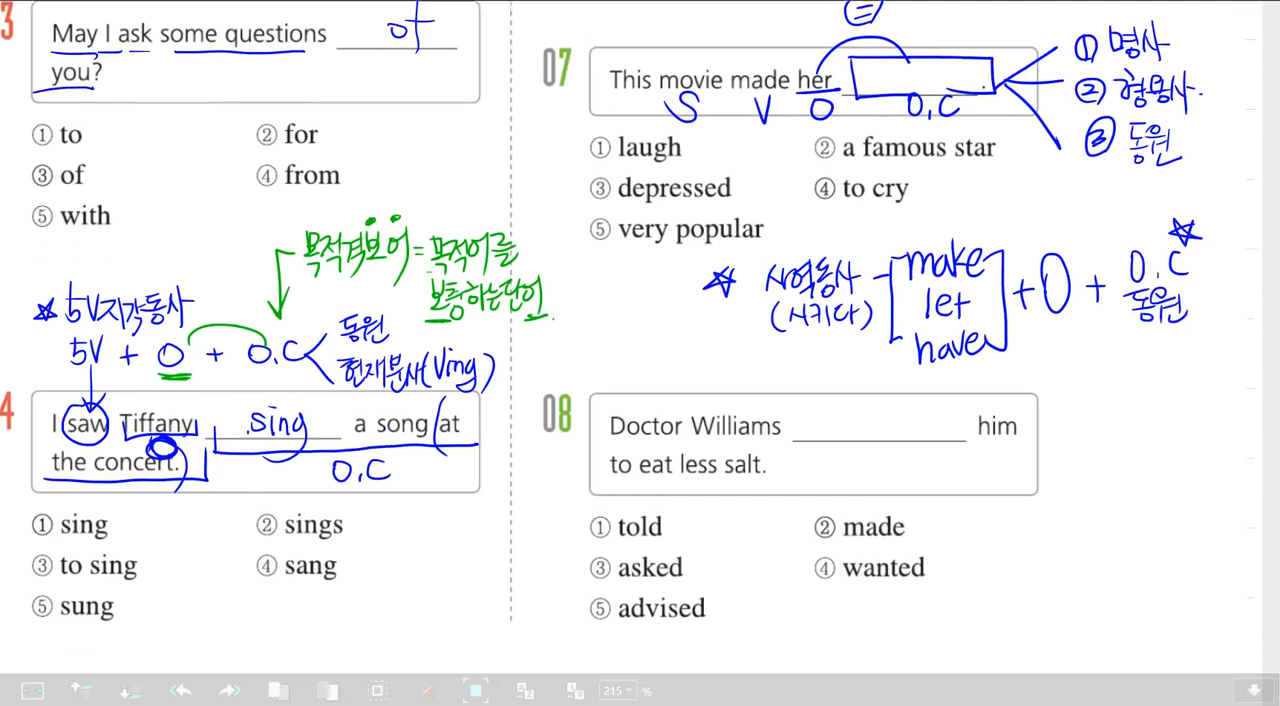 3
May I ask some questions of
you?
① to ② for
③ of ④ from
⑤ with
목적격보어 = 목적어를
보충하는단어.
★ 5V지각동사
5V + O + O.C 동원
현재분사(Ving)
4
I saw Tiffany sing a song at
the concert.
O.C
① sing ② sings
③ to sing ④ sang
⑤ sung
=
07
This movie made her
S V O O.C
① 명사
② 형용사.
③ 동원
① laugh ② a famous star
③ depressed ④ to cry
⑤ very popular
☆ 사역동사 - make + O + O.C
(시키다) let 동원
have
08
Doctor Williams him
to eat less salt.
① told ② made
③ asked ④ wanted
⑤ advised
215 %